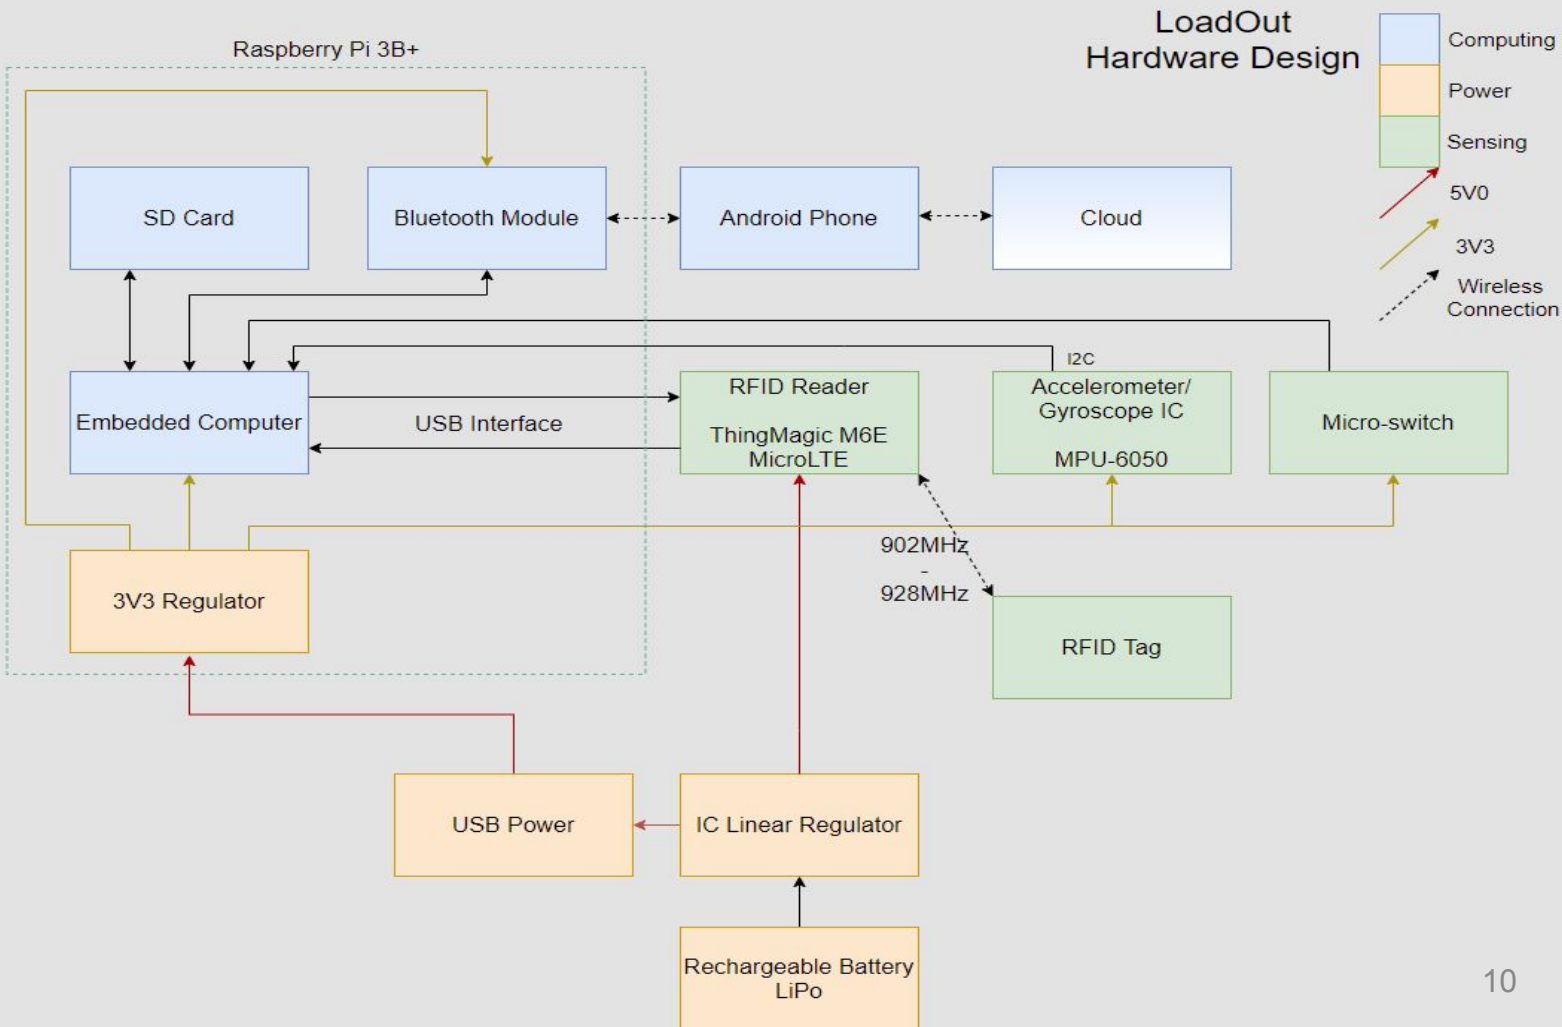 LoadOut
Hardware Design
Computing
Power
Sensing
5V0
3V3
Wireless
Connection
Raspberry Pi 3B+
SD Card
Bluetooth Module
Android Phone
Cloud
I2C
Embedded Computer
USB Interface
RFID Reader
ThingMagic M6E
MicroLTE
Accelerometer/
Gyroscope IC
MPU-6050
Micro-switch
902MHz
-
928MHz
3V3 Regulator
RFID Tag
USB Power
IC Linear Regulator
Rechargeable Battery
LiPo
10